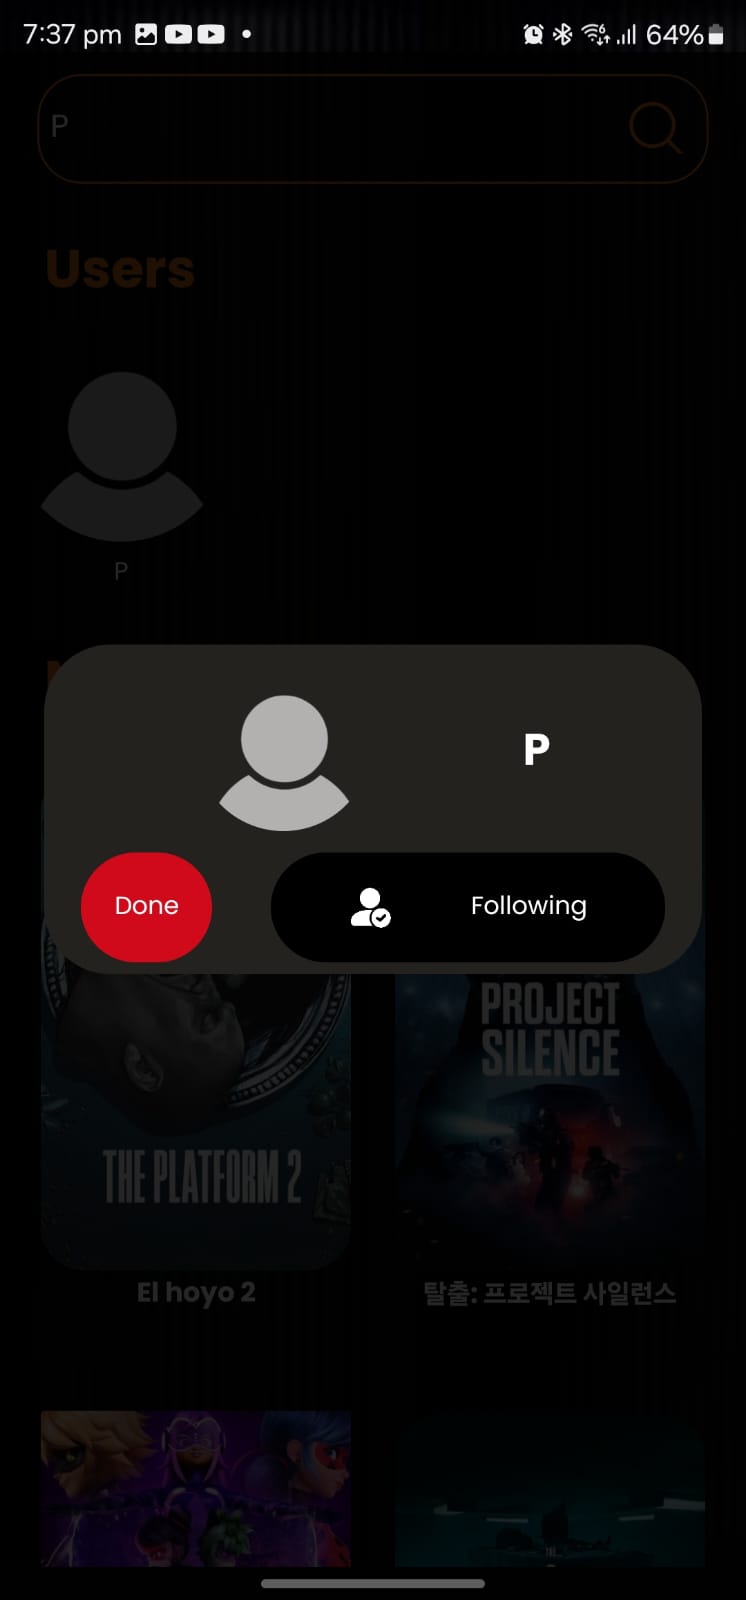 7:37 pm
64%
P
Users
P
P
Done
Following
THE PLATFORM 2
PROJECT
SILENCE
El hoyo 2
탈출: 프로젝트 사일런스